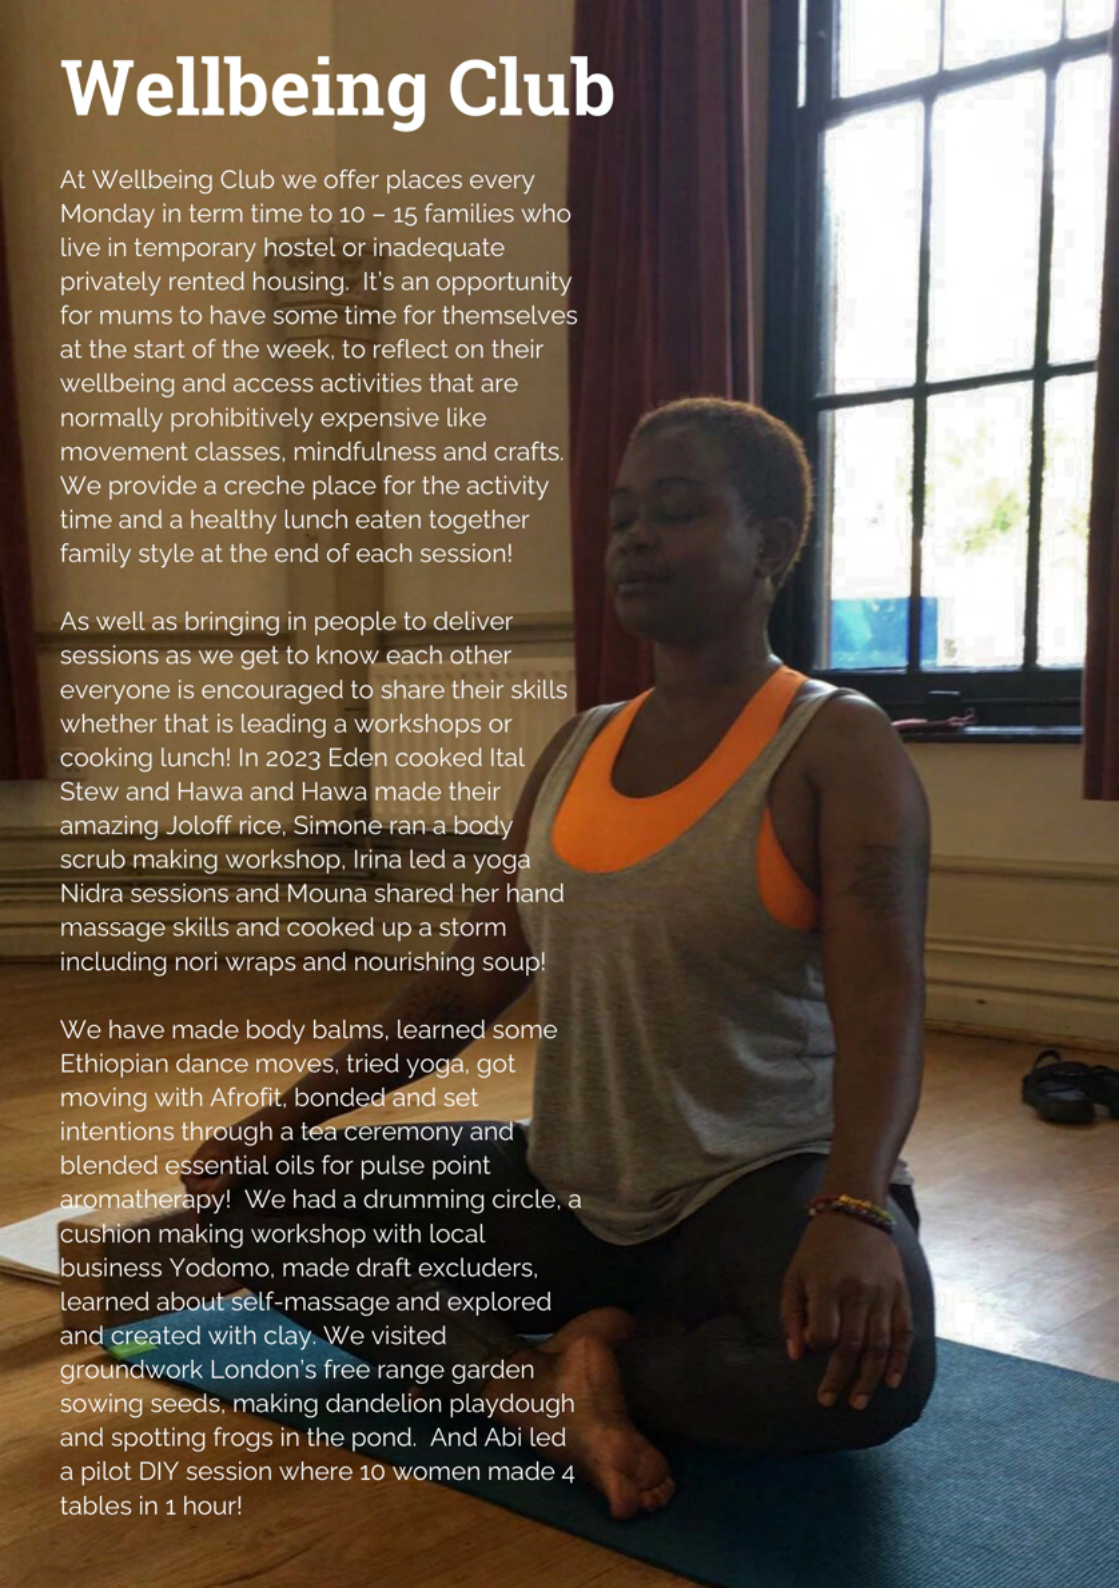 Wellbeing Club
At Wellbeing Club we offer places every
Monday in term time to 10 – 15 families who
live in temporary hostel or inadequate
privately rented housing.  It's an opportunity
for mums to have some time for themselves
at the start of the week, to reflect on their
wellbeing and access activities that are
normally prohibitively expensive like
movement classes, mindfulness and crafts.
We provide a creche place for the activity
time and a healthy lunch eaten together
family style at the end of each session!
As well as bringing in people to deliver
sessions as we get to know each other
everyone is encouraged to share their skills
whether that is leading a workshops or
cooking lunch! In 2023 Eden cooked Ital
Stew and Hawa and Hawa made their
amazing Joloff rice, Simone ran a body
scrub making workshop, Irina led a yoga
Nidra sessions and Mouna shared her hand
massage skills and cooked up a storm
including nori wraps and nourishing soup!
We have made body balms, learned some
Ethiopian dance moves, tried yoga, got
moving with Afrofit, bonded and set
intentions through a tea ceremony and
blended essential oils for pulse point
aromatherapy!  We had a drumming circle, a
cushion making workshop with local
business Yodomo, made draft excluders,
learned about self-massage and explored
and created with clay. We visited
groundwork London's free range garden
sowing seeds, making dandelion playdough
and spotting frogs in the pond.  And Abi led
a pilot DIY session where 10 women made 4
tables in 1 hour!